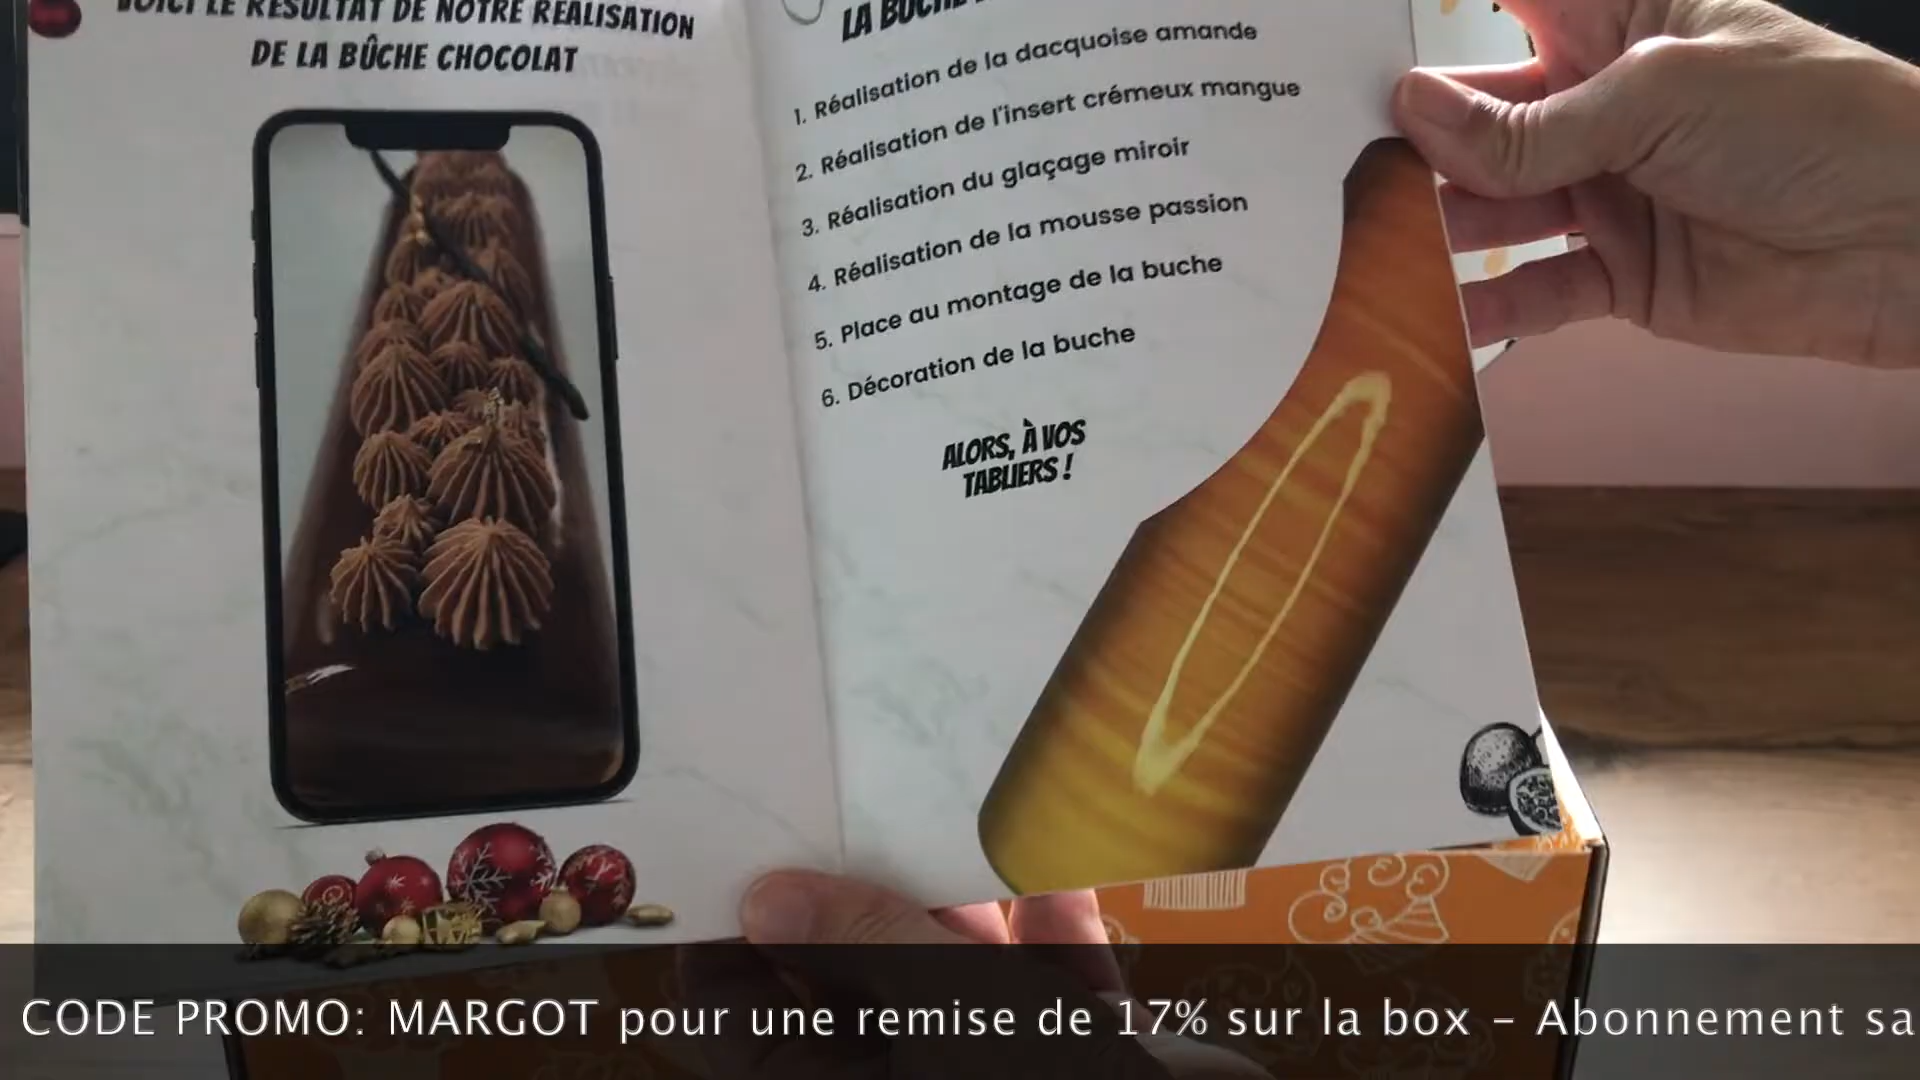 VOICI LE RÉSULTAT DE NOTRE RÉALISATION
DE LA BÛCHE CHOCOLAT
LA BÛCHE
1. Réalisation de la dacquoise amande
2. Réalisation de l'insert crémeux mangue
3. Réalisation du glaçage miroir
4. Réalisation de la mousse passion
5. Place au montage de la buche
6. Décoration de la buche
ALORS, À VOS
TABLIERS !
CODE PROMO: MARGOT pour une remise de 17% sur la box – Abonnement sa